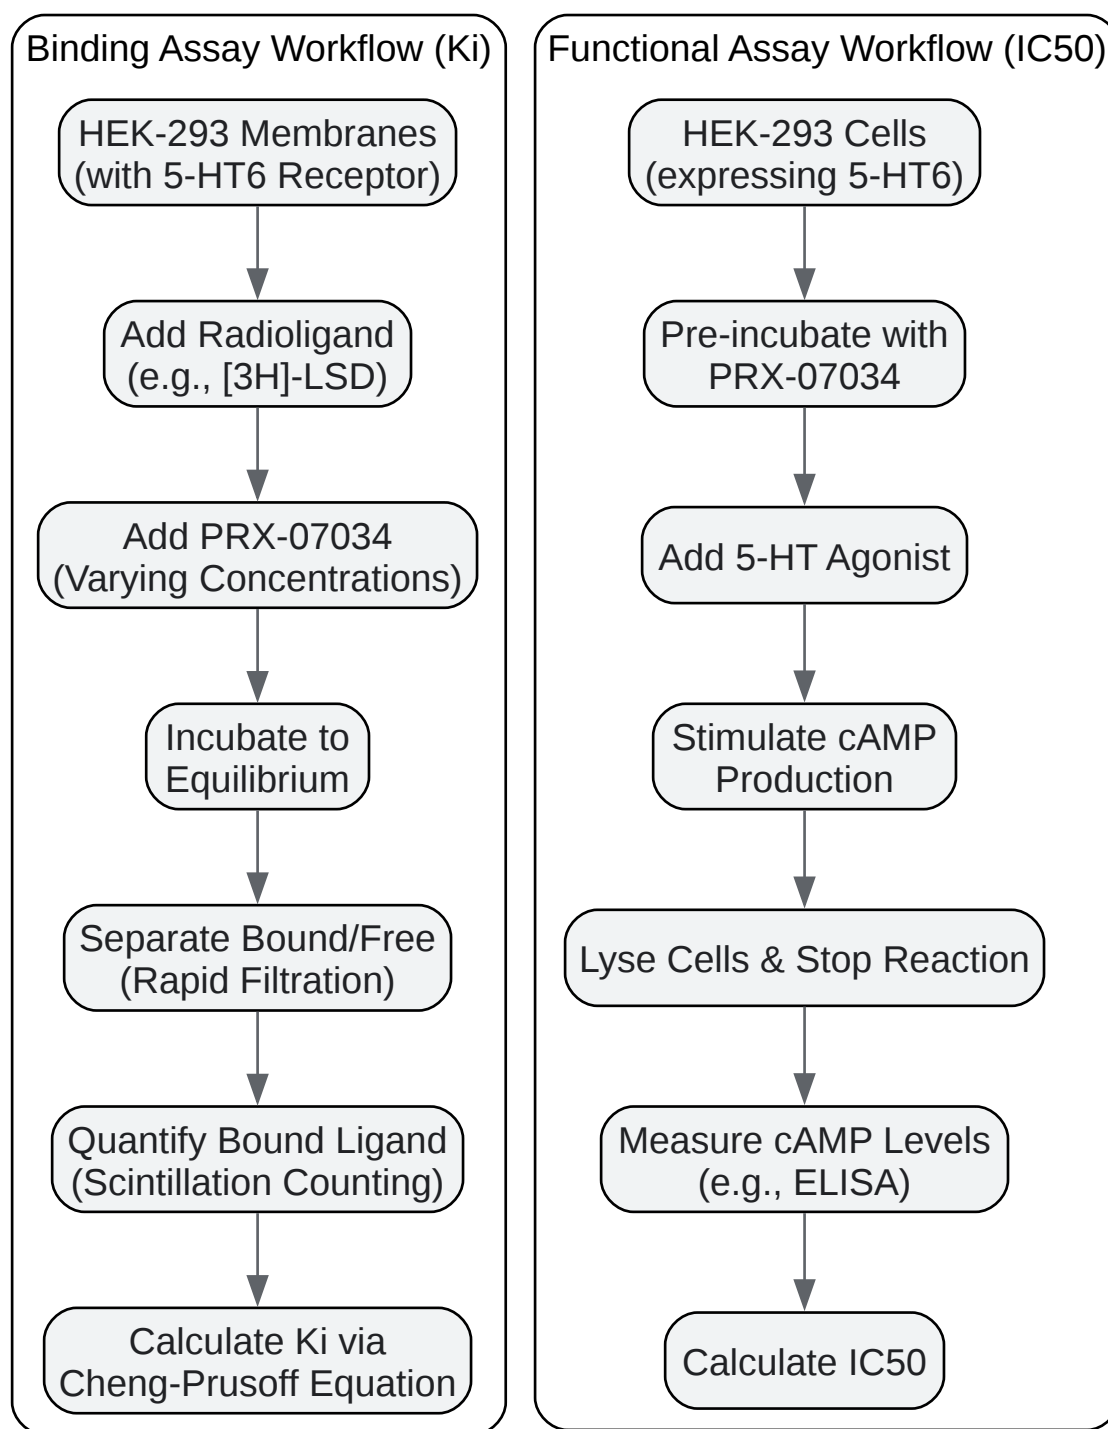 Binding Assay Workflow (Ki)
HEK-293 Membranes
(with 5-HT6 Receptor)
Add Radioligand
(e.g., [3H]-LSD)
Add PRX-07034
(Varying Concentrations)
Incubate to
Equilibrium
Separate Bound/Free
(Rapid Filtration)
Quantify Bound Ligand
(Scintillation Counting)
Calculate Ki via
Cheng-Prusoff Equation
Functional Assay Workflow (IC50)
HEK-293 Cells
(expressing 5-HT6)
Pre-incubate with
PRX-07034
Add 5-HT Agonist
Stimulate cAMP
Production
Lyse Cells & Stop Reaction
Measure cAMP Levels
(e.g., ELISA)
Calculate IC50